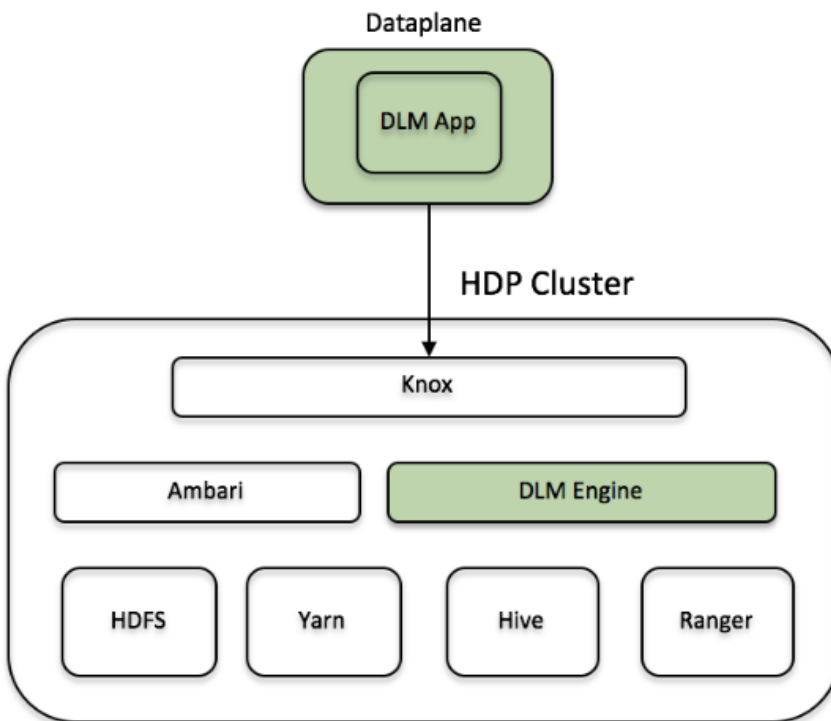 Dataplane
DLM App
HDP Cluster
Knox
Ambari
DLM Engine
HDFS
Yarn
Hive
Ranger